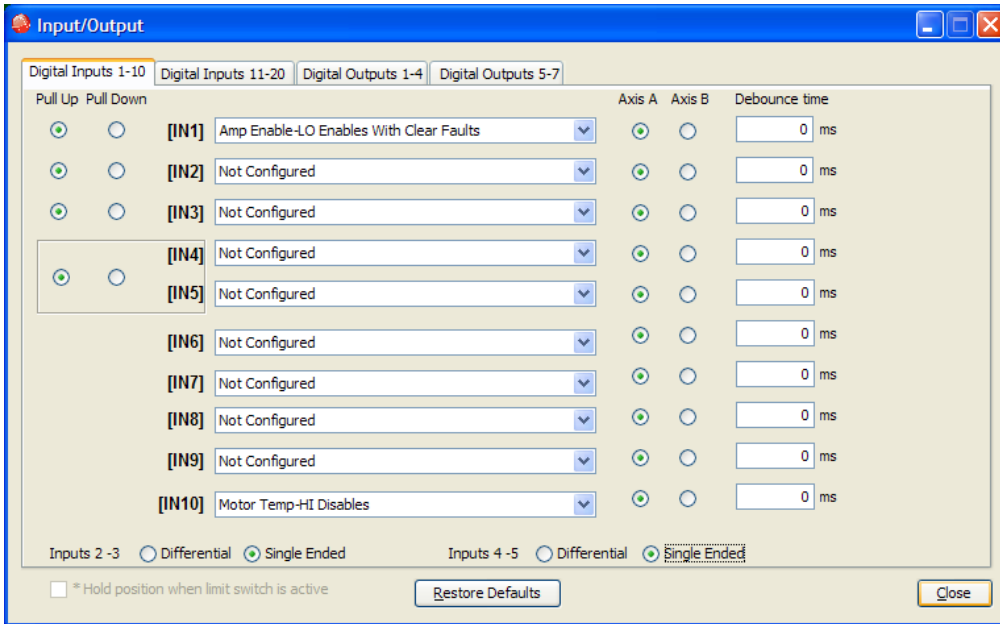 Input/Output
Digital Inputs 1-10 Digital Inputs 11-20 Digital Outputs 1-4 Digital Outputs 5-7
Pull Up Pull Down Axis A Axis B Debounce time
[IN1] Amp Enable-LO Enables With Clear Faults 0 ms
[IN2] Not Configured 0 ms
[IN3] Not Configured 0 ms
[IN4] Not Configured 0 ms
[IN5] Not Configured 0 ms
[IN6] Not Configured 0 ms
[IN7] Not Configured 0 ms
[IN8] Not Configured 0 ms
[IN9] Not Configured 0 ms
[IN10] Motor Temp-HI Disables 0 ms
Inputs 2 -3 Differential Single Ended Inputs 4 -5 Differential Single Ended
* Hold position when limit switch is active Restore Defaults Close